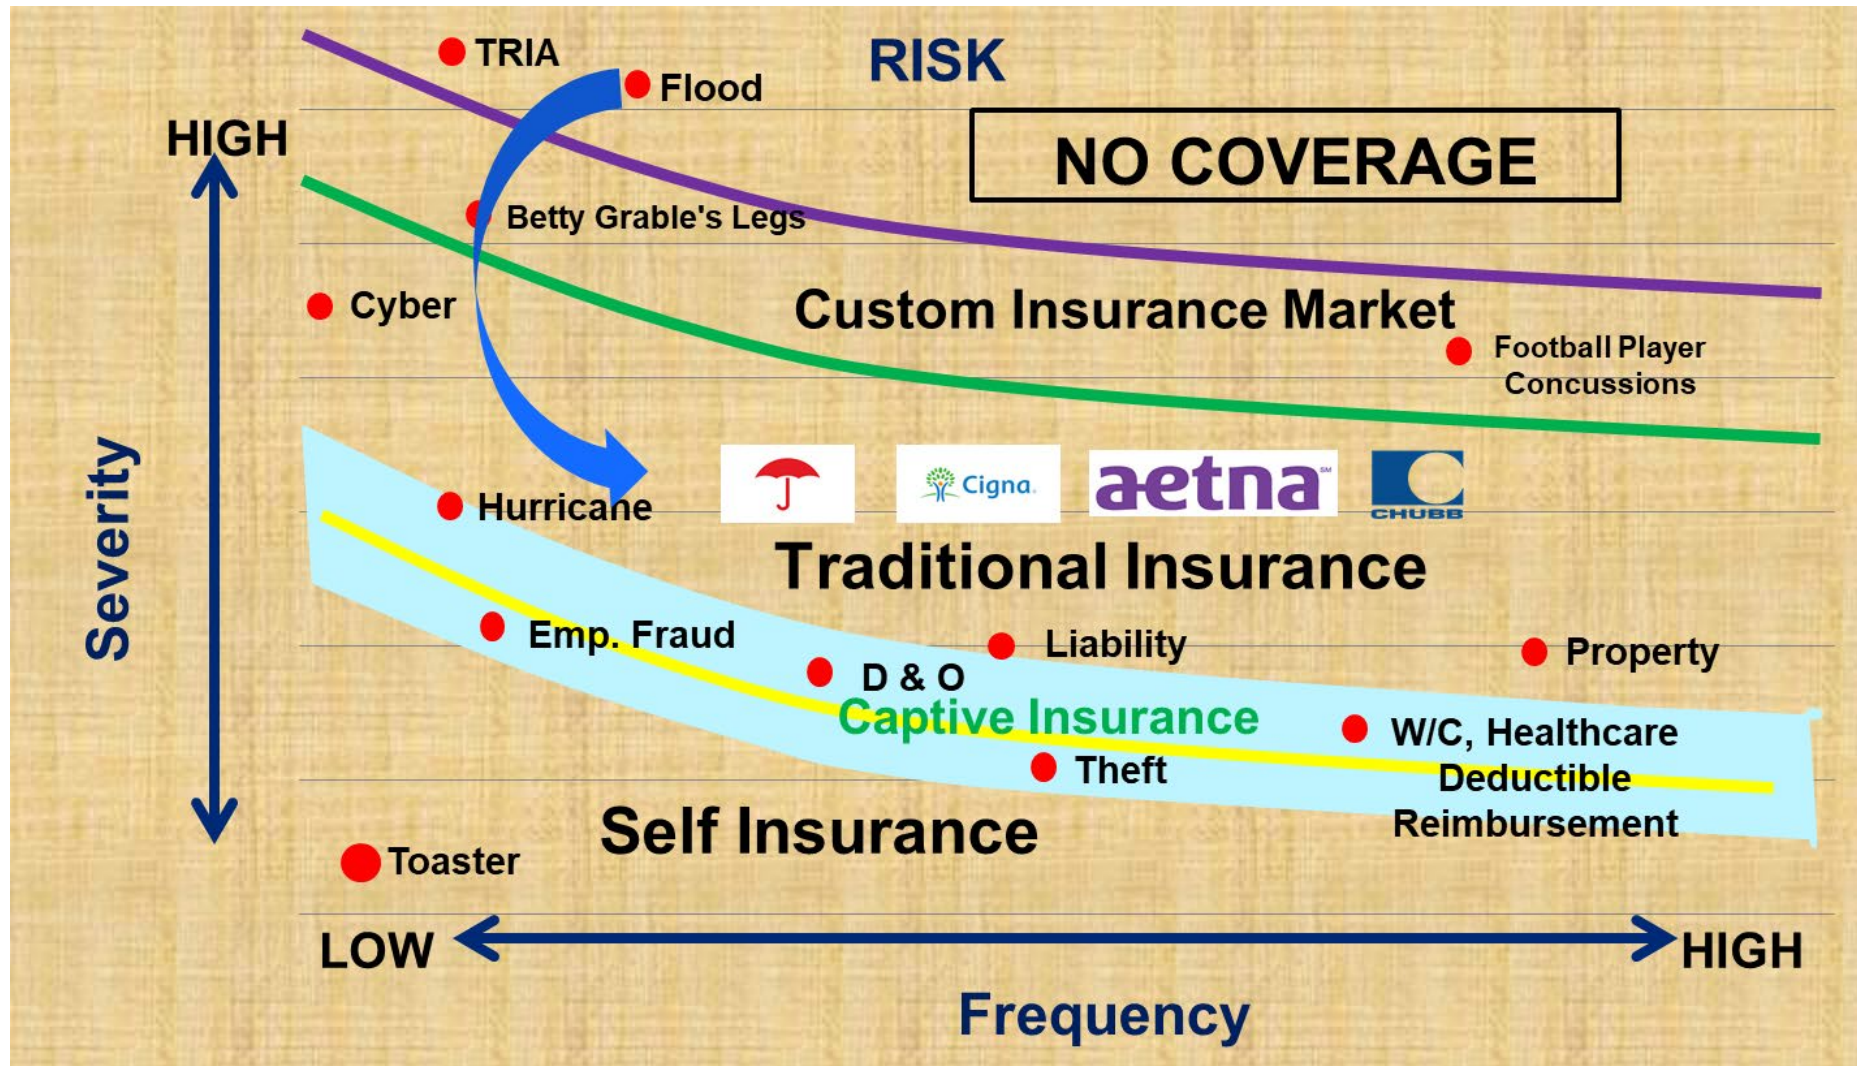 TRIA
RISK
Flood
HIGH
NO COVERAGE
Betty Grable's Legs
Cyber
Custom Insurance Market
Football Player
Concussions
Severity
Cigna.
aetna
SM
CHUBB
Hurricane
Traditional Insurance
Emp. Fraud
Liability
Property
D & O
Captive Insurance
W/C, Healthcare
Deductible
Reimbursement
Theft
Self Insurance
Toaster
LOW
HIGH
Frequency